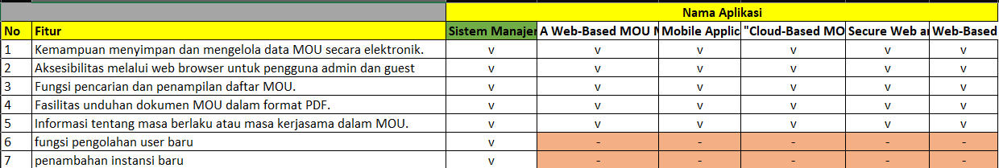 Nama Aplikasi
No Fitur Sistem Manajer A Web-Based MOU Mobile Applic "Cloud-Based MO Secure Web an Web-Based
1 Kemampuan menyimpan dan mengelola data MOU secara elektronik. v v v v v v
2 Aksesibilitas melalui web browser untuk pengguna admin dan guest v v v v v v
3 Fungsi pencarian dan penampilan daftar MOU. v v v v v v
4 Fasilitas unduhan dokumen MOU dalam format PDF. v v v v v v
5 Informasi tentang masa berlaku atau masa kerjasama dalam MOU. v v v v v v
6 fungsi pengolahan user baru v - - - - -
7 penambahan instansi baru v - - - - -